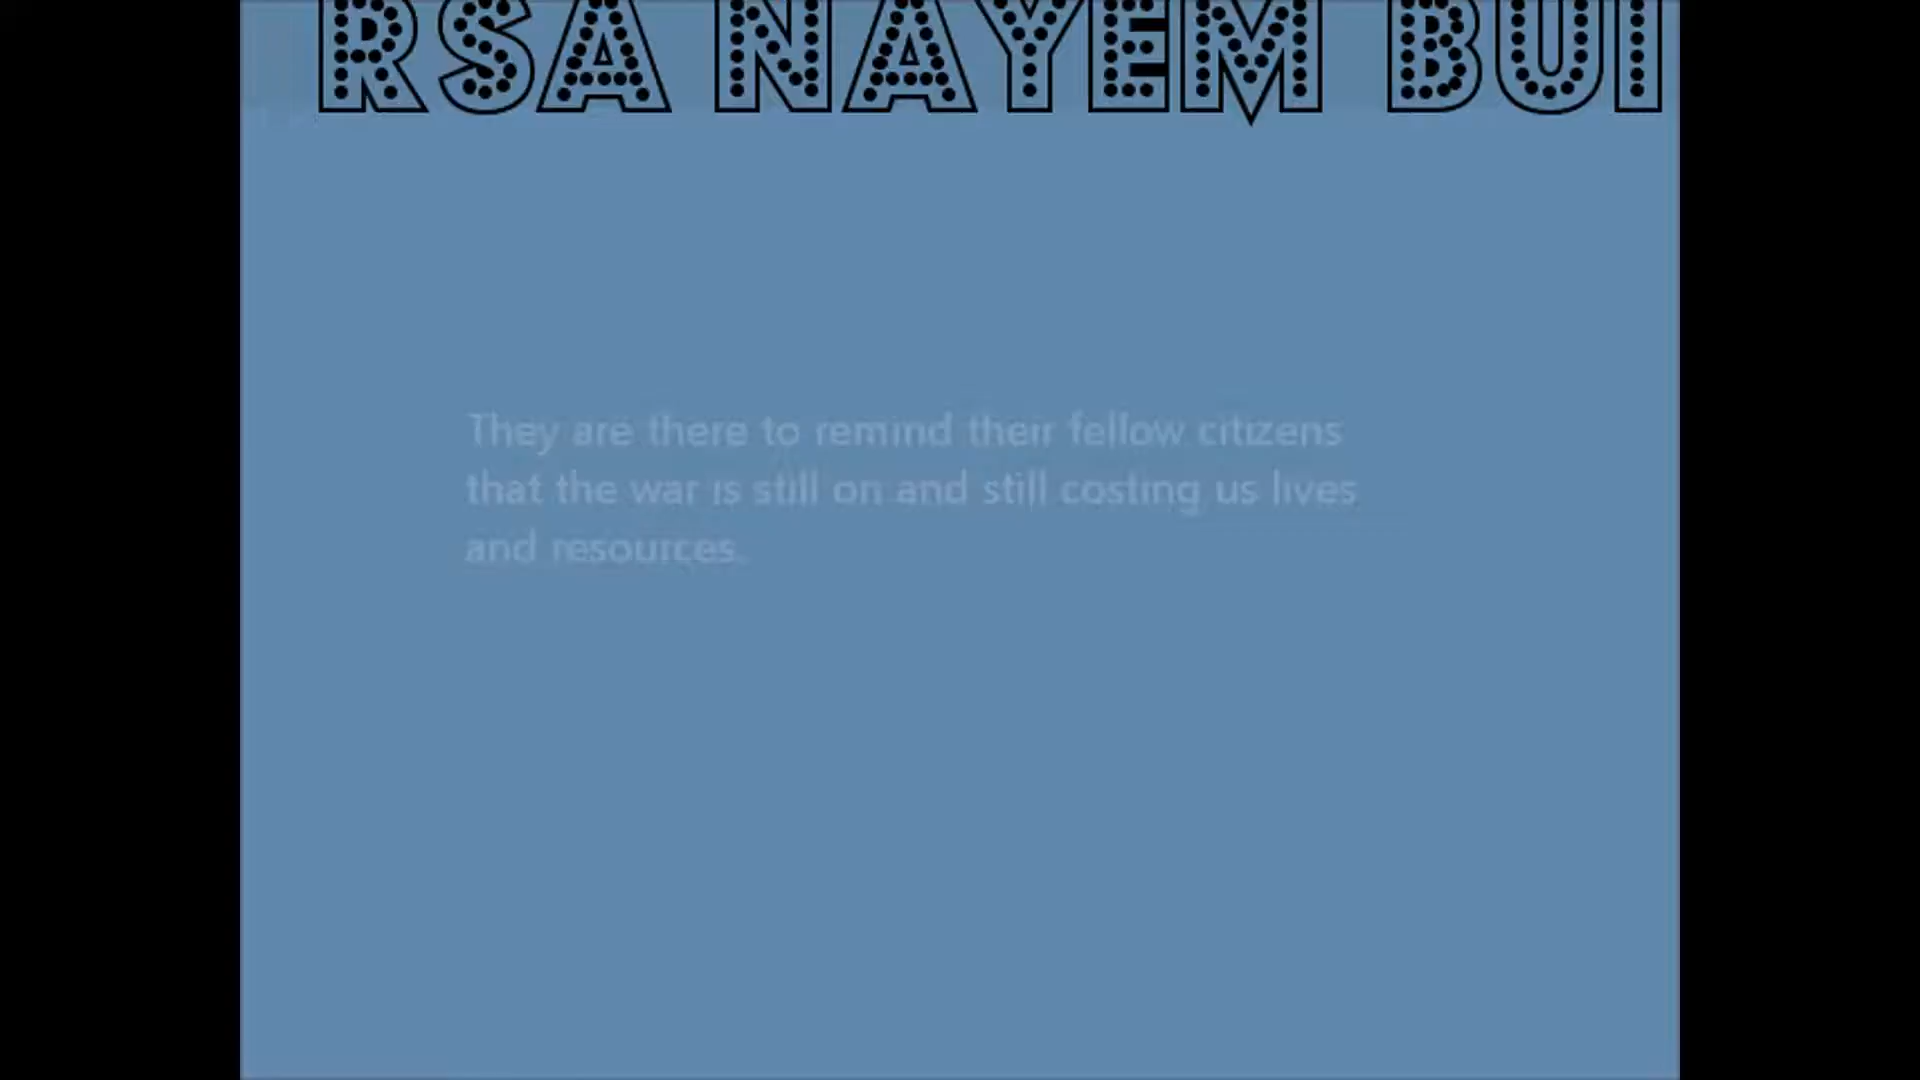 RSA NAYEM BUI
They are there to remind their fellow citizens
that the war is still on and still costing us lives
and resources.